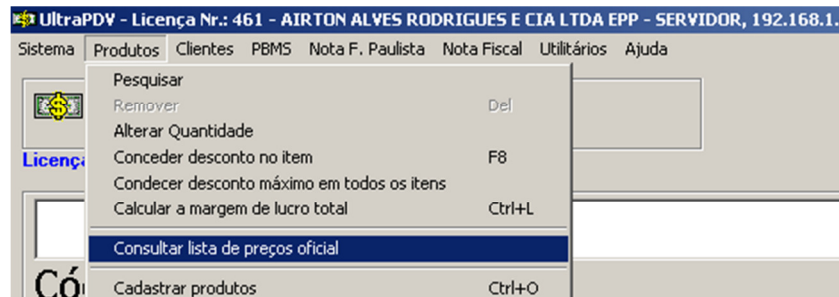 UltraPDV - Licença Nr.: 461 - AIRTON ALVES RODRIGUES E CIA LTDA EPP - SERVIDOR, 192.168.1.
Sistema Produtos Clientes PBMS Nota F. Paulista Nota Fiscal Utilitários Ajuda
Pesquisar
Remover Del
Alterar Quantidade
Conceder desconto no item F8
Licença
Condecer desconto máximo em todos os itens
Calcular a margem de lucro total Ctrl+L
Consultar lista de preços oficial
Có
Cadastrar produtos Ctrl+O